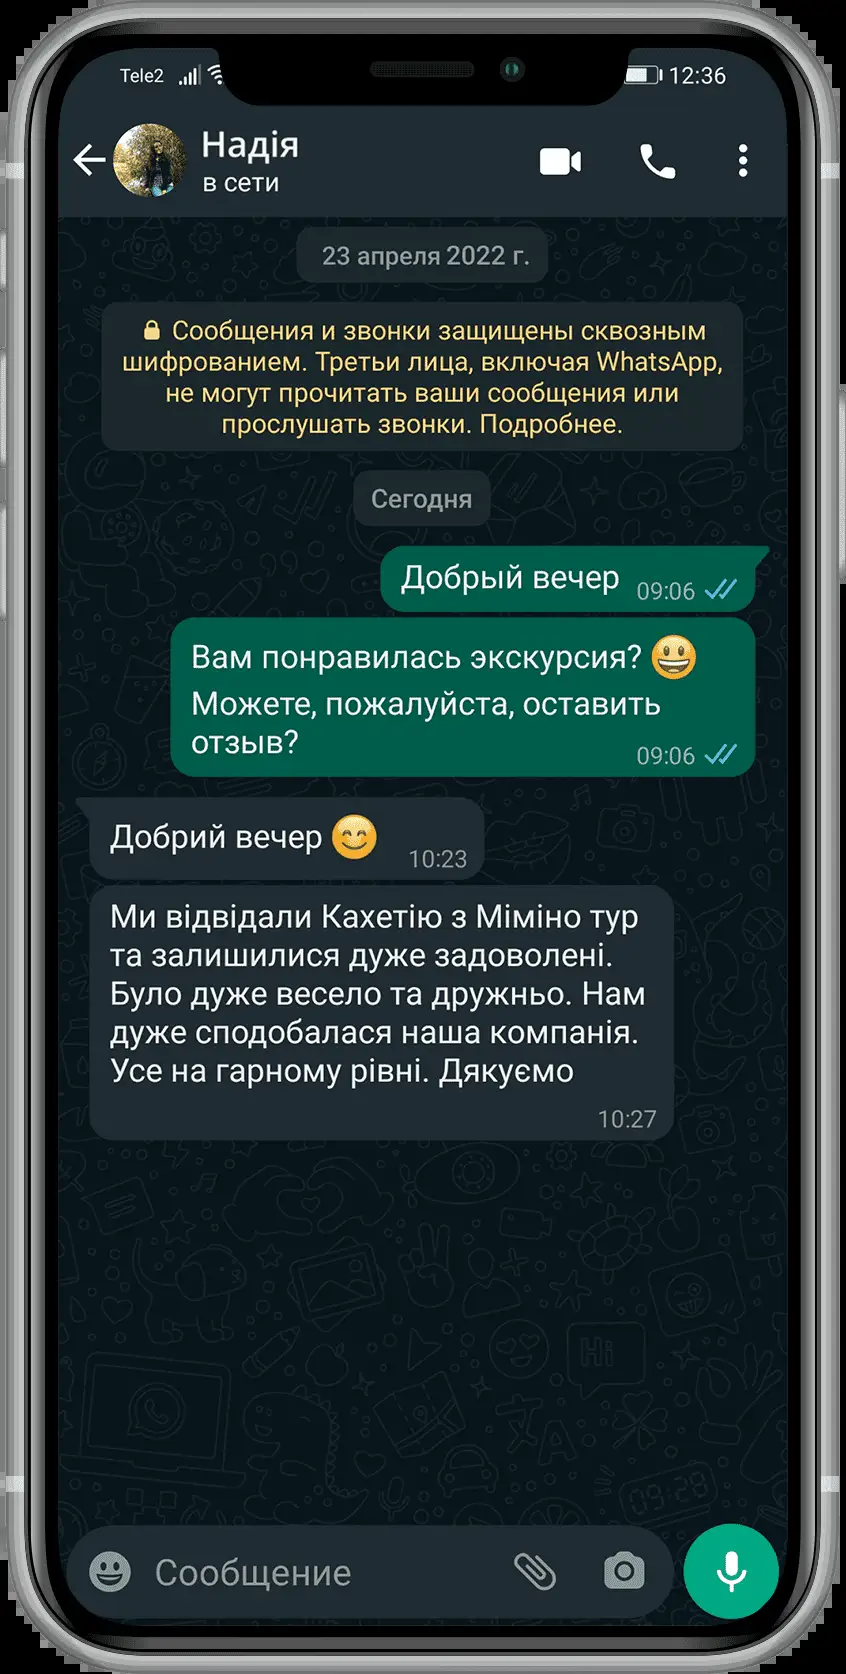 Tele2 12:36
Надія
в сети
23 апреля 2022 г.
Сообщения и звонки защищены сквозным
шифрованием. Третьи лица, включая WhatsApp,
не могут прочитать ваши сообщения или
прослушать звонки. Подробнее.
Сегодня
Добрый вечер 09:06
Вам понравилась экскурсия? 😃
Можете, пожалуйста, оставить
отзыв?
09:06
Добрий вечер 😊 10:23
Ми відвідали Кахетію з Міміно тур
та залишилися дуже задоволені.
Було дуже весело та дружньо. Нам
дуже сподобалася наша компанія.
Усе на гарному рівні. Дякуємо
10:27
Hi
09:28
Сообщение